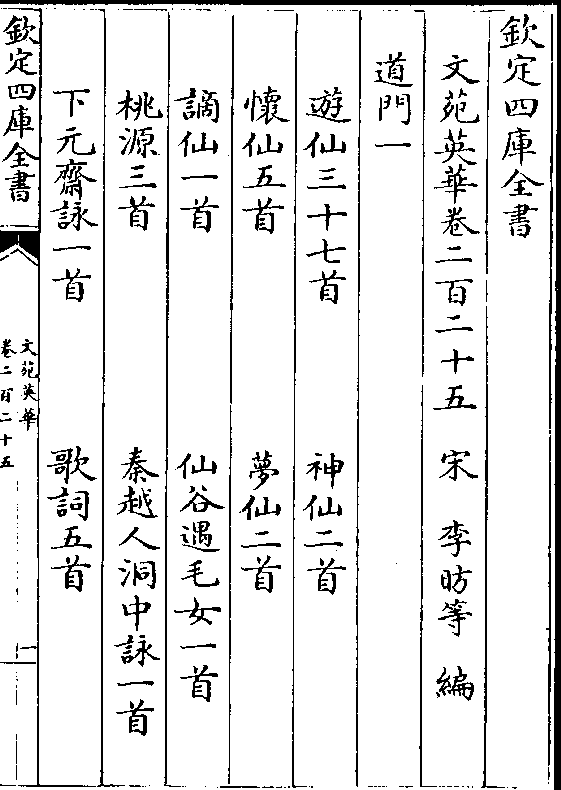 欽定四庫全書
文苑英華卷二百二十五 宋 李昉等 編
道門一
遊仙三十七首 神仙二首
懷仙五首 夢仙二首
謫仙一首 仙谷遇毛女一首
桃源三首 秦越人洞中詠一首
下元齋詠一首 歌詞五首
欽定四庫全書
文苑英華
卷二百二十五
一